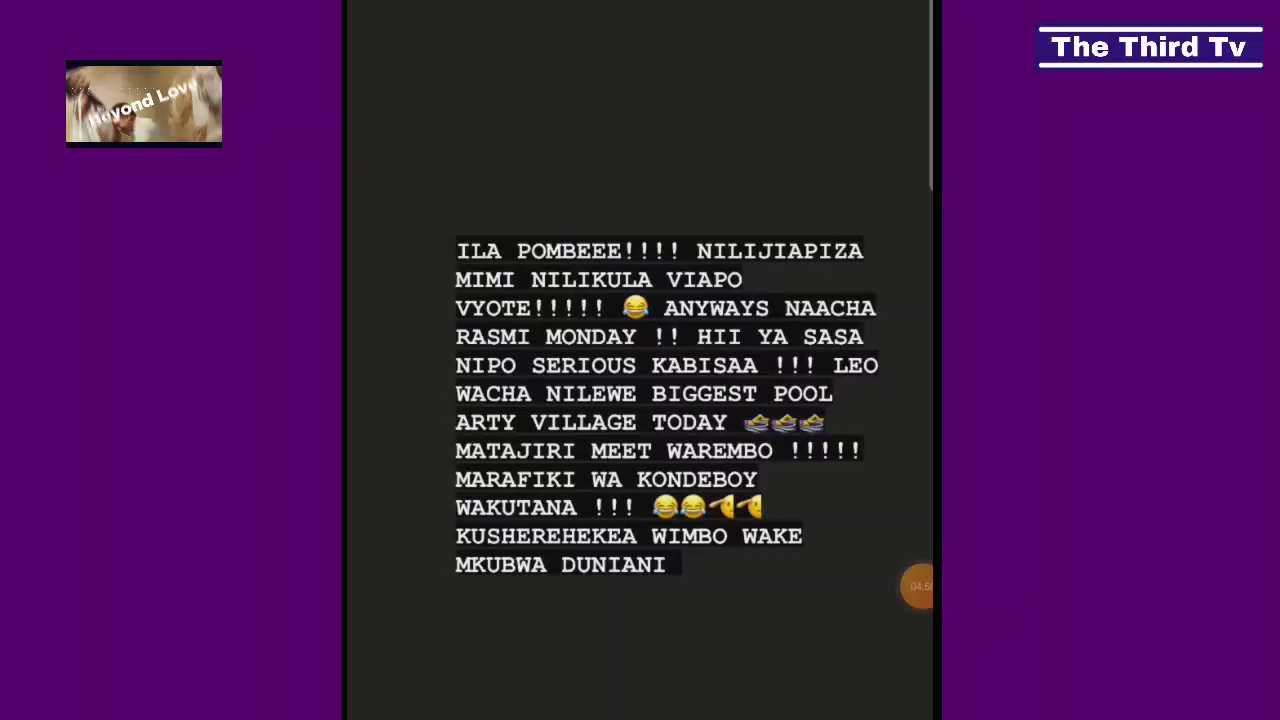 The Third Tv
Beyond Love
ILA POMBEEE!!!! NILIJIAPIZA
MIMI NILIKULA VIAPO
VYOTE!!!!! 😂 ANYWAYS NAACHA
RASMI MONDAY !! HII YA SASA
NIPO SERIOUS KABISAA !!! LEO
WACHA NILEWE BIGGEST POOL
ARTY VILLAGE TODAY 🚤🚤🚤
MATAJIRI MEET WAREMBO !!!!!
MARAFIKI WA KONDEBOY
WAKUTANA !!! 😂😂🫡🫡
KUSHEREHEKEA WIMBO WAKE
MKUBWA DUNIANI